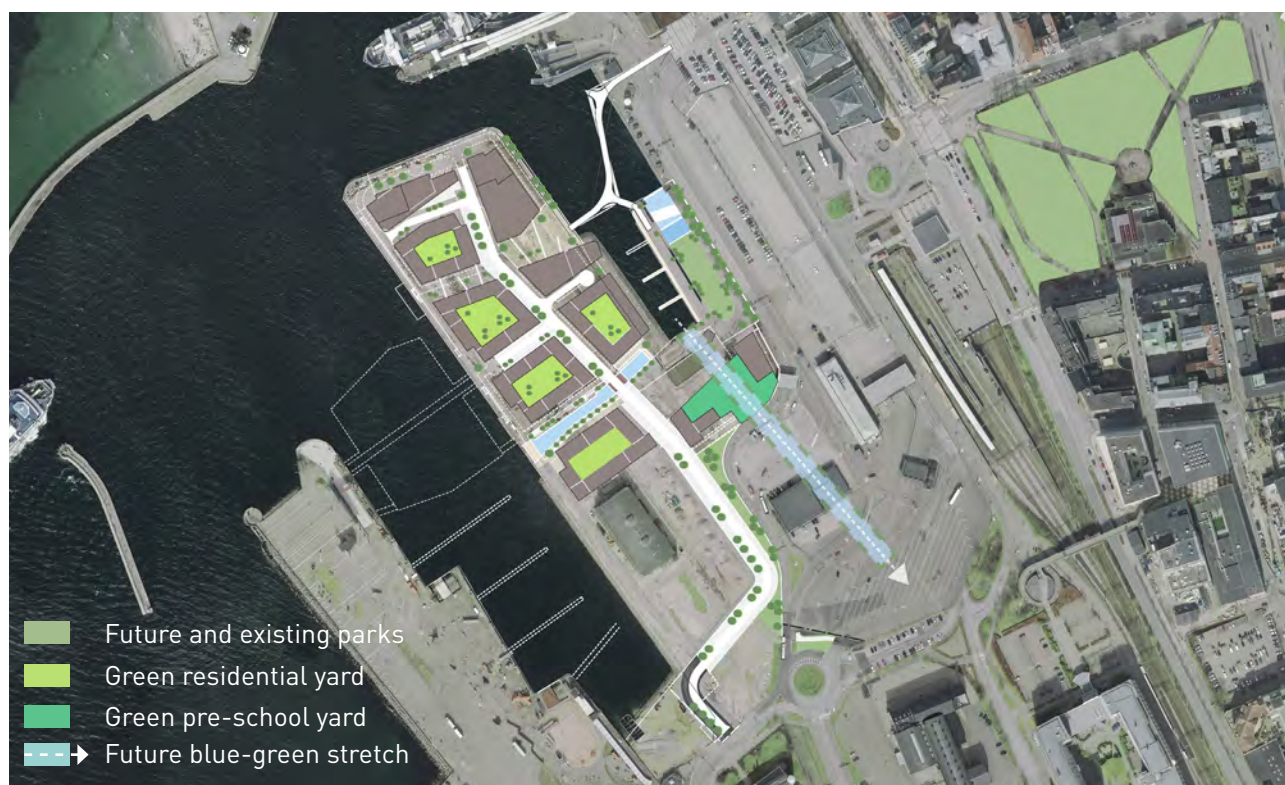 Future and existing parks
Green residential yard
Green pre-school yard
Future blue-green stretch